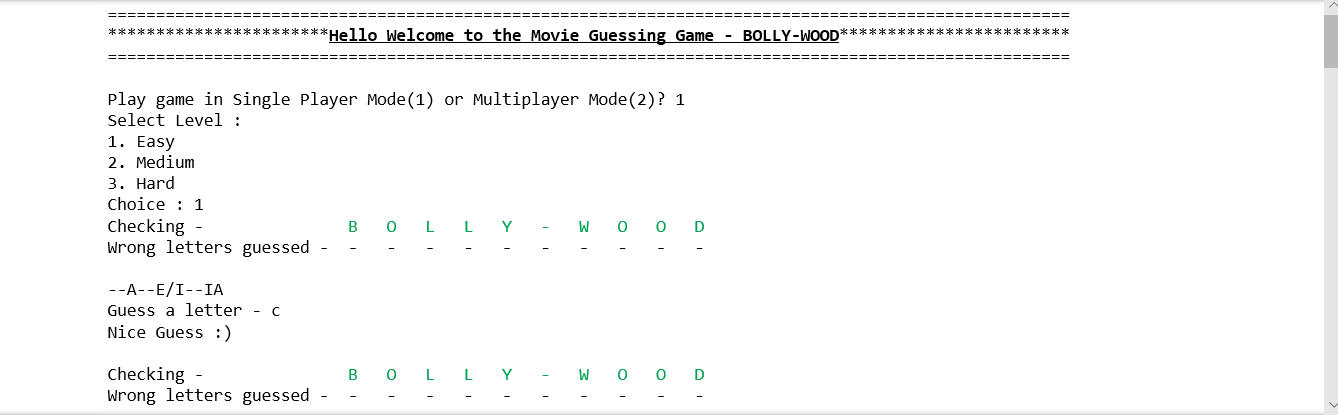 ====================================================================================================
***********************Hello Welcome to the Movie Guessing Game - BOLLY-WOOD************************
====================================================================================================
Play game in Single Player Mode(1) or Multiplayer Mode(2)? 1
Select Level :
1. Easy
2. Medium
3. Hard
Choice : 1
Checking - B O L L Y - W O O D
Wrong letters guessed - - - - - - - - - - -
--A--E/I--IA
Guess a letter - c
Nice Guess :)
Checking - B O L L Y - W O O D
Wrong letters guessed - - - - - - - - - - -